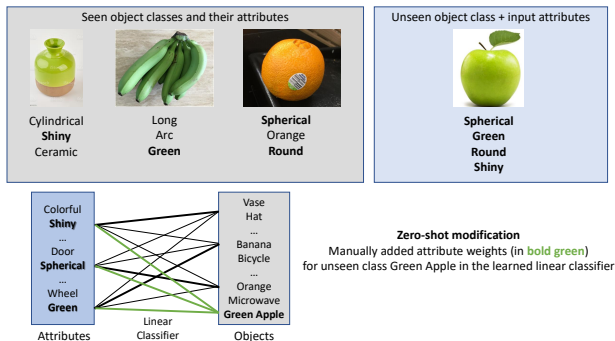 Seen object classes and their attributes
Cylindrical
Shiny
Ceramic
Long
Arc
Green
Spherical
Orange
Round
Unseen object class + input attributes
Spherical
Green
Round
Shiny
Colorful
Shiny
...
Door
Spherical
...
Wheel
Green
Attributes
Linear
Classifier
Vase
Hat
...
Banana
Bicycle
...
Orange
Microwave
Green Apple
Objects
Zero-shot modification
Manually added attribute weights (in bold green)
for unseen class Green Apple in the learned linear classifier